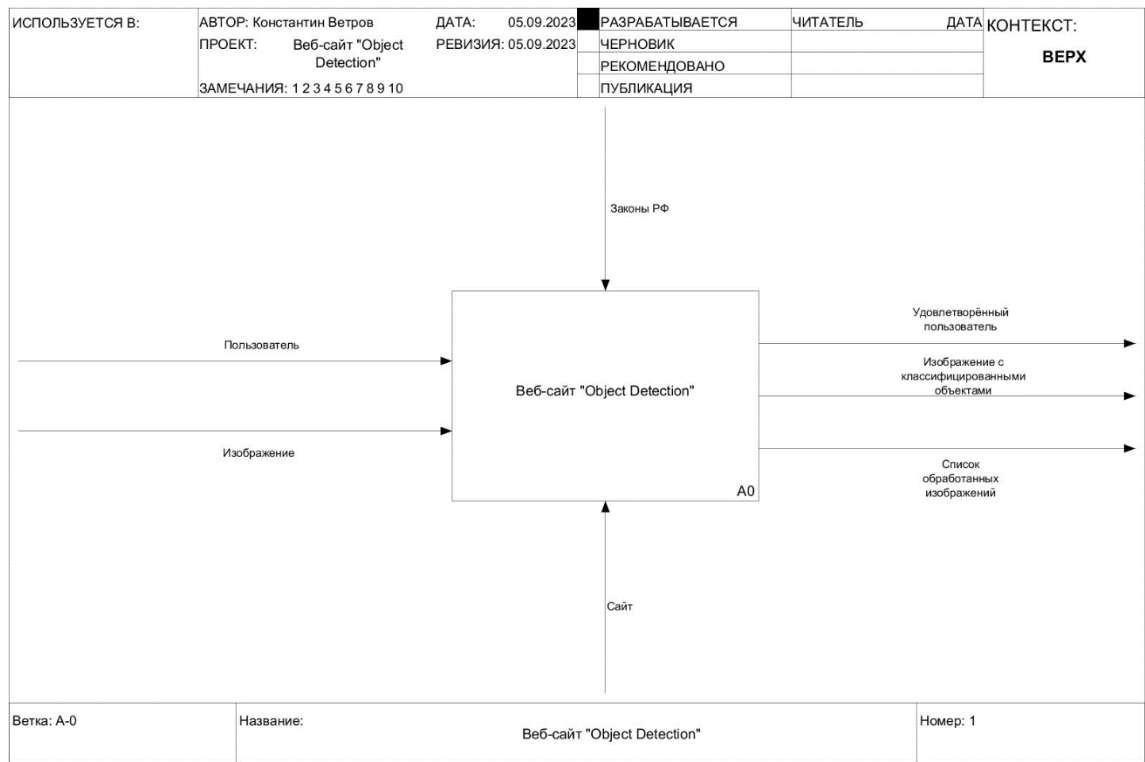 ИСПОЛЬЗУЕТСЯ В:
АВТОР: Константин Ветров
ДАТА: 05.09.2023
РАЗРАБАТЫВАЕТСЯ
ЧИТАТЕЛЬ
ДАТА
КОНТЕКСТ:
ПРОЕКТ: Веб-сайт "Object
Detection"
РЕВИЗИЯ: 05.09.2023
ЧЕРНОВИК
ВЕРХ
РЕКОМЕНДОВАНО
ЗАМЕЧАНИЯ: 1 2 3 4 5 6 7 8 9 10
ПУБЛИКАЦИЯ
Законы РФ
Пользователь
Изображение
Веб-сайт "Object Detection"
A0
Удовлетворённый
пользователь
Изображение с
классифицированными
объектами
Список
обработанных
изображений
Сайт
Ветка: A-0
Название:
Веб-сайт "Object Detection"
Номер: 1